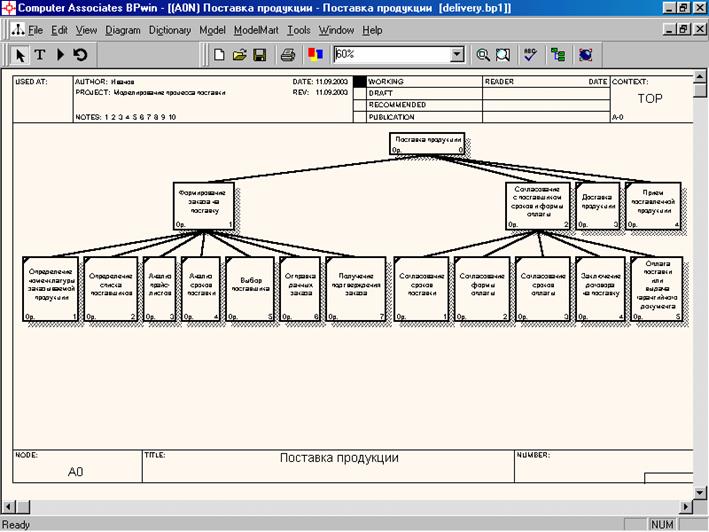 Computer Associates BPwin - [(A0N) Поставка продукции - Поставка продукции [delivery.bp1]]
File Edit View Diagram Dictionary Model ModelMart Tools Window Help
T ABC
60%
USED AT: AUTHOR: Иванов DATE: 11.09.2003 WORKING READER DATE CONTEXT:
PROJECT: Моделирование процесса поставки REV: 11.09.2003 DRAFT
RECOMMENDED
TOP
NOTES: 1 2 3 4 5 6 7 8 9 10 PUBLICATION A-0
Поставка продукции
0р. 0
Формирование
заказа на
поставку
0р. 1
Согласование
с поставщиком
сроков и формы
оплаты
0р. 2
Доставка
продукции
0р. 3
Прием
поставленной
продукции
0р. 4
Определение
номенклатуры
заказываемой
продукции
0р. 1
Определение
списка
поставщиков
0р. 2
Анализ
прайс-
листов
0р. 3
Анализ
сроков
поставки
0р. 4
Выбор
поставщика
0р. 5
Отправка
данных
заказа
0р. 6
Получение
подтверждения
заказа
0р. 7
Согласование
сроков
поставки
0р. 1
Согласование
формы
оплаты
0р. 2
Согласование
сроков
оплаты
0р. 3
Заключение
договора
на поставку
0р. 4
Оплата
поставки
или
выдача
гарантийного
документа
0р. 5
NODE: TITLE: NUMBER:
A0 Поставка продукции
Ready NUM